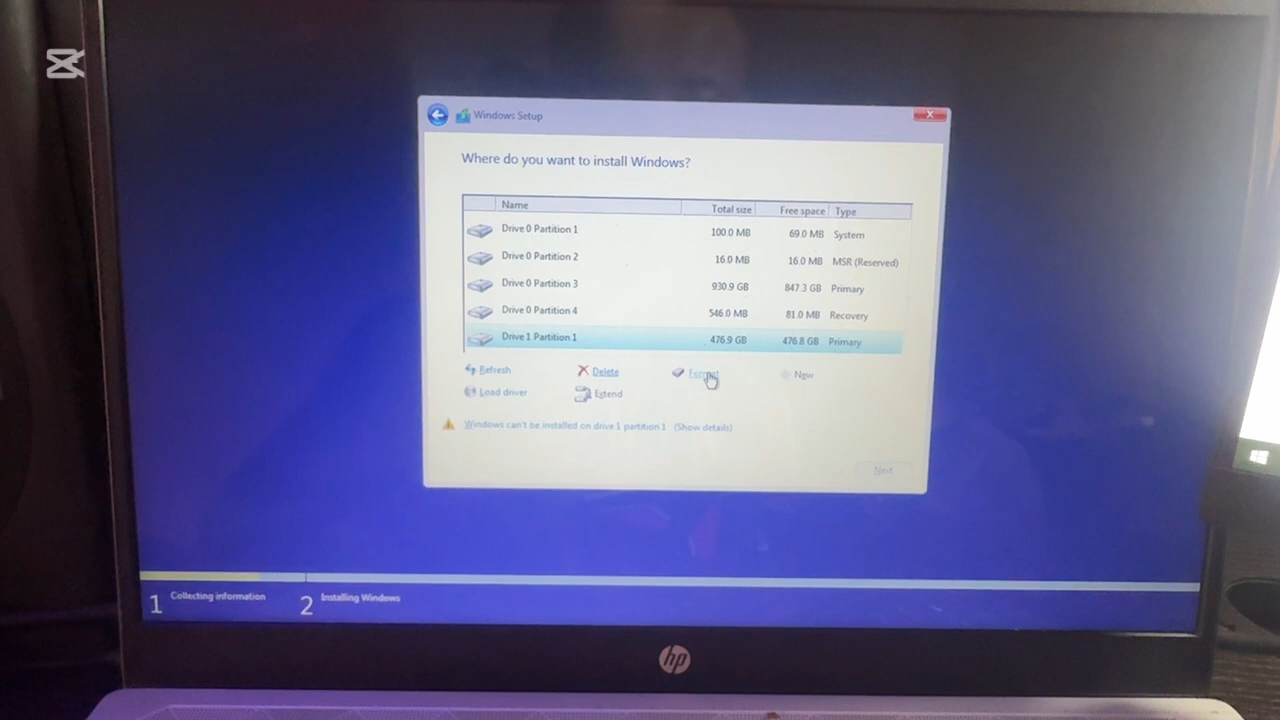 Windows Setup
Where do you want to install Windows?
Name Total size Free space Type
Drive 0 Partition 1 100.0 MB 69.0 MB System
Drive 0 Partition 2 16.0 MB 16.0 MB MSR (Reserved)
Drive 0 Partition 3 930.9 GB 847.3 GB Primary
Drive 0 Partition 4 546.0 MB 81.0 MB Recovery
Drive 1 Partition 1 476.9 GB 476.8 GB Primary
Refresh Delete Format New
Load driver Extend
Windows can't be installed on drive 1 partition 1. (Show details)
Next
1 Collecting information 2 Installing Windows
hp